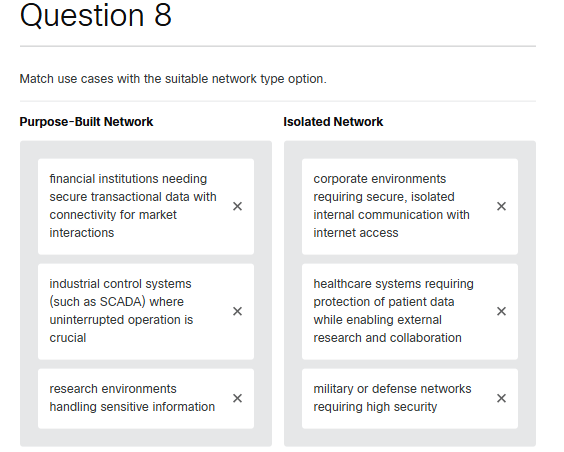 Question 8
Match use cases with the suitable network type option.
Purpose-Built Network
financial institutions needing
secure transactional data with
connectivity for market
interactions
industrial control systems
(such as SCADA) where
uninterrupted operation is
crucial
research environments
handling sensitive information
Isolated Network
corporate environments
requiring secure, isolated
internal communication with
internet access
healthcare systems requiring
protection of patient data
while enabling external
research and collaboration
military or defense networks
requiring high security